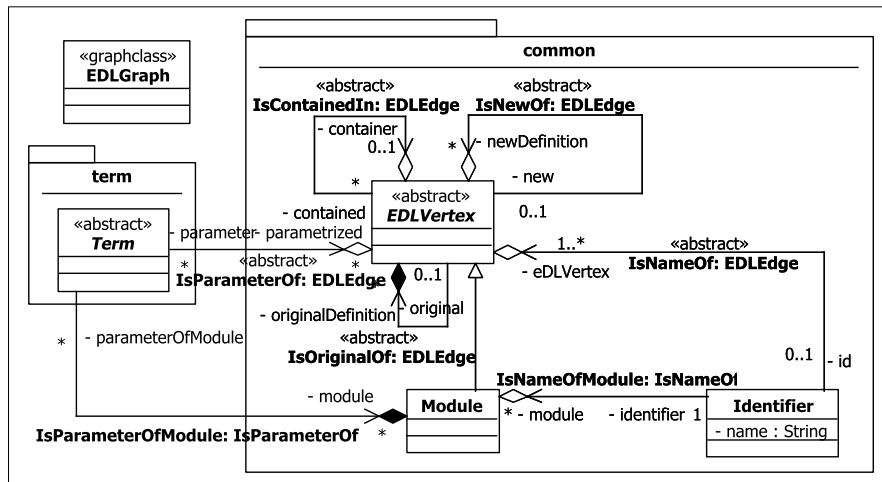 common
«graphclass»
EDLGraph
«abstract»
IsContainedIn: EDLEdge
«abstract»
IsNewOf: EDLEdge
- container
0..1
*
- newDefinition
*
- new
0..1
term
«abstract»
EDLVertex
- contained
«abstract»
Term
- parameter
- parametrized
*
*
«abstract»
IsParameterOf: EDLEdge
1..*
- eDLVertex
«abstract»
IsNameOf: EDLEdge
0..1
*
- original
- originalDefinition
«abstract»
IsOriginalOf: EDLEdge
*
- parameterOfModule
0..1
- id
IsNameOfModule: IsNameOf
- module
Module
*
- module
- identifier
1
Identifier
- name : String
*
IsParameterOfModule: IsParameterOf